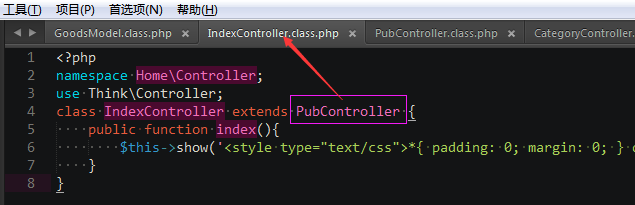 工具(T) 项目(P) 首选项(N) 帮助(H)
GoodsModel.class.php × IndexController.class.php × PubController.class.php × CategoryController.
1 <?php
2 namespace Home\Controller;
3 use Think\Controller;
4 class IndexController extends PubController {
5 public function index(){
6 $this->show('<style type="text/css">*{ padding: 0; margin: 0; }
7 }
8 }